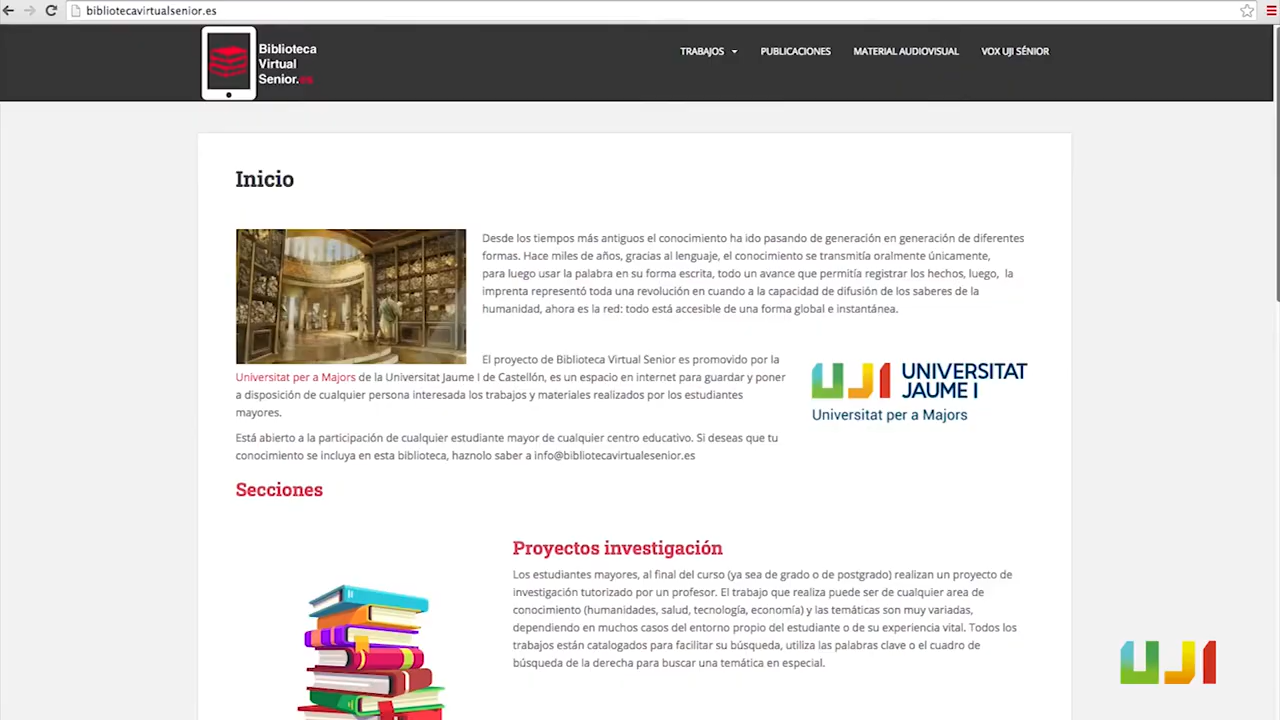 bibliotecavirtualsenior.es
Biblioteca
Virtual
Senior.es
TRABAJOS
PUBLICACIONES
MATERIAL AUDIOVISUAL
VOX UJI SÉNIOR
Inicio
Desde los tiempos más antiguos el conocimiento ha ido pasando de generación en generación de diferentes
formas. Hace miles de años, gracias al lenguaje, el conocimiento se transmitía oralmente únicamente,
para luego usar la palabra en su forma escrita, todo un avance que permitía registrar los hechos, luego, la
imprenta representó toda una revolución en cuando a la capacidad de difusión de los saberes de la
humanidad, ahora es la red: todo está accesible de una forma global e instantánea.
El proyecto de Biblioteca Virtual Senior es promovido por la
Universitat per a Majors de la Universitat Jaume I de Castellón, es un espacio en internet para guardar y poner
a disposición de cualquier persona interesada los trabajos y materiales realizados por los estudiantes
mayores.
UJI UNIVERSITAT
JAUME I
Universitat per a Majors
Está abierto a la participación de cualquier estudiante mayor de cualquier centro educativo. Si deseas que tu
conocimiento se incluya en esta biblioteca, haznolo saber a info@bibliotecavirtualesenior.es
Secciones
Proyectos investigación
Los estudiantes mayores, al final del curso (ya sea de grado o de postgrado) realizan un proyecto de
investigación tutorizado por un profesor. El trabajo que realiza puede ser de cualquier area de
conocimiento (humanidades, salud, tecnología, economía) y las temáticas son muy variadas,
dependiendo en muchos casos del entorno propio del estudiante o de su experiencia vital. Todos los
trabajos están catalogados para facilitar su búsqueda, utiliza las palabras clave o el cuadro de
búsqueda de la derecha para buscar una temática en especial.
UJI